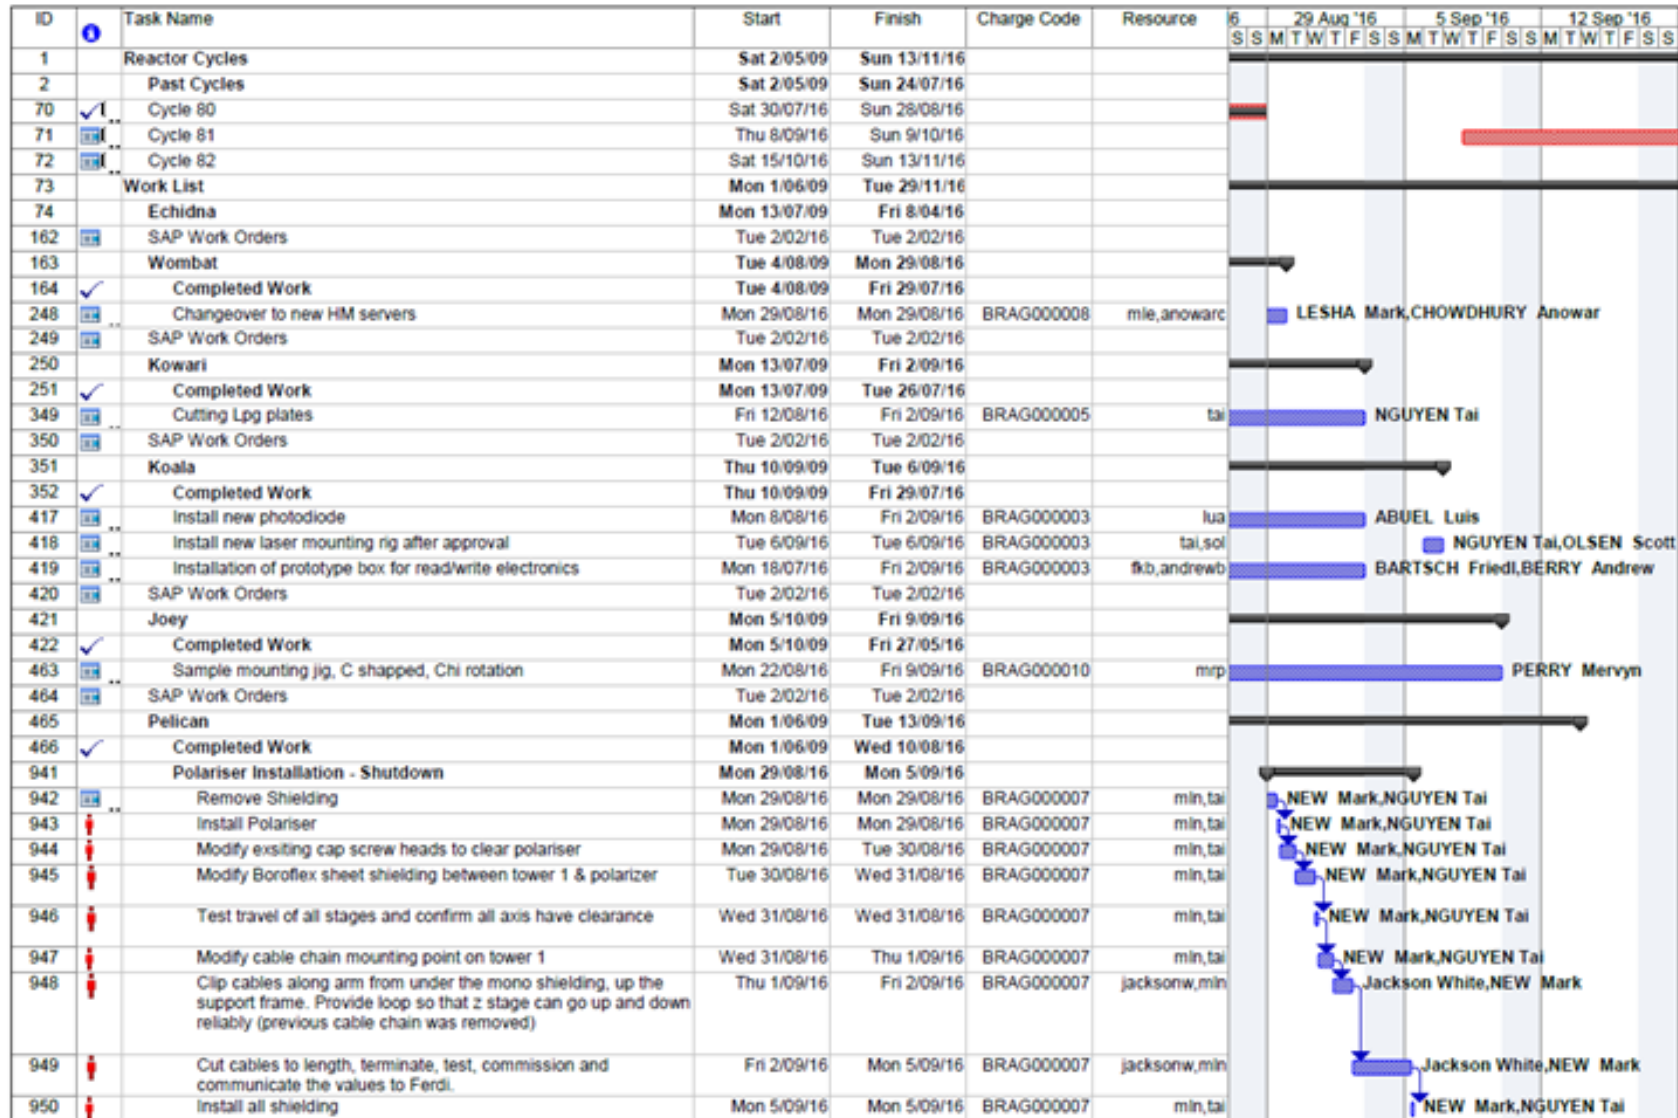 ID Task Name Start Finish Charge Code Resource 6 29 Aug '16 5 Sep '16 12 Sep '16
S S M T W T F S S M T W T F S S M T W T F S S
1 Reactor Cycles Sat 2/05/09 Sun 13/11/16
2 Past Cycles Sat 2/05/09 Sun 24/07/16
70 Cycle 80 Sat 30/07/16 Sun 28/08/16
71 Cycle 81 Thu 8/09/16 Sun 9/10/16
72 Cycle 82 Sat 15/10/16 Sun 13/11/16
73 Work List Mon 1/06/09 Tue 29/11/16
74 Echidna Mon 13/07/09 Fri 8/04/16
162 SAP Work Orders Tue 2/02/16 Tue 2/02/16
163 Wombat Tue 4/08/09 Mon 29/08/16
164 Completed Work Tue 4/08/09 Fri 29/07/16
248 Changeover to new HM servers Mon 29/08/16 Mon 29/08/16 BRAG000008 mle,anowarc LESHA Mark,CHOWDHURY Anowar
249 SAP Work Orders Tue 2/02/16 Tue 2/02/16
250 Kowari Mon 13/07/09 Fri 2/09/16
251 Completed Work Mon 13/07/09 Tue 26/07/16
349 Cutting Lpg plates Fri 12/08/16 Fri 2/09/16 BRAG000005 tai NGUYEN Tai
350 SAP Work Orders Tue 2/02/16 Tue 2/02/16
351 Koala Thu 10/09/09 Tue 6/09/16
352 Completed Work Thu 10/09/09 Fri 29/07/16
417 Install new photodiode Mon 8/08/16 Fri 2/09/16 BRAG000003 lua ABUEL Luis
418 Install new laser mounting rig after approval Tue 6/09/16 Tue 6/09/16 BRAG000003 tai,sol NGUYEN Tai,OLSEN Scott
419 Installation of prototype box for read/write electronics Mon 18/07/16 Fri 2/09/16 BRAG000003 fkb,andrewb BARTSCH Friedl,BERRY Andrew
420 SAP Work Orders Tue 2/02/16 Tue 2/02/16
421 Joey Mon 5/10/09 Fri 9/09/16
422 Completed Work Mon 5/10/09 Fri 27/05/16
463 Sample mounting jig, C shapped, Chi rotation Mon 22/08/16 Fri 9/09/16 BRAG000010 mrp PERRY Mervyn
464 SAP Work Orders Tue 2/02/16 Tue 2/02/16
465 Pelican Mon 1/06/09 Tue 13/09/16
466 Completed Work Mon 1/06/09 Wed 10/08/16
941 Polariser Installation - Shutdown Mon 29/08/16 Mon 5/09/16
942 Remove Shielding Mon 29/08/16 Mon 29/08/16 BRAG000007 mln,tai NEW Mark,NGUYEN Tai
943 Install Polariser Mon 29/08/16 Mon 29/08/16 BRAG000007 mln,tai NEW Mark,NGUYEN Tai
944 Modify exsiting cap screw heads to clear polariser Mon 29/08/16 Tue 30/08/16 BRAG000007 mln,tai NEW Mark,NGUYEN Tai
945 Modify Boroflex sheet shielding between tower 1 & polarizer Tue 30/08/16 Wed 31/08/16 BRAG000007 mln,tai NEW Mark,NGUYEN Tai
946 Test travel of all stages and confirm all axis have clearance Wed 31/08/16 Wed 31/08/16 BRAG000007 mln,tai NEW Mark,NGUYEN Tai
947 Modify cable chain mounting point on tower 1 Wed 31/08/16 Thu 1/09/16 BRAG000007 mln,tai NEW Mark,NGUYEN Tai
948 Clip cables along arm from under the mono shielding, up the Thu 1/09/16 Fri 2/09/16 BRAG000007 jacksonw,mln Jackson White,NEW Mark
support frame. Provide loop so that z stage can go up and down
reliably (previous cable chain was removed)
949 Cut cables to length, terminate, test, commission and Fri 2/09/16 Mon 5/09/16 BRAG000007 jacksonw,mln Jackson White,NEW Mark
communicate the values to Ferdi.
950 Install all shielding Mon 5/09/16 Mon 5/09/16 BRAG000007 mln,tai NEW Mark,NGUYEN Tai